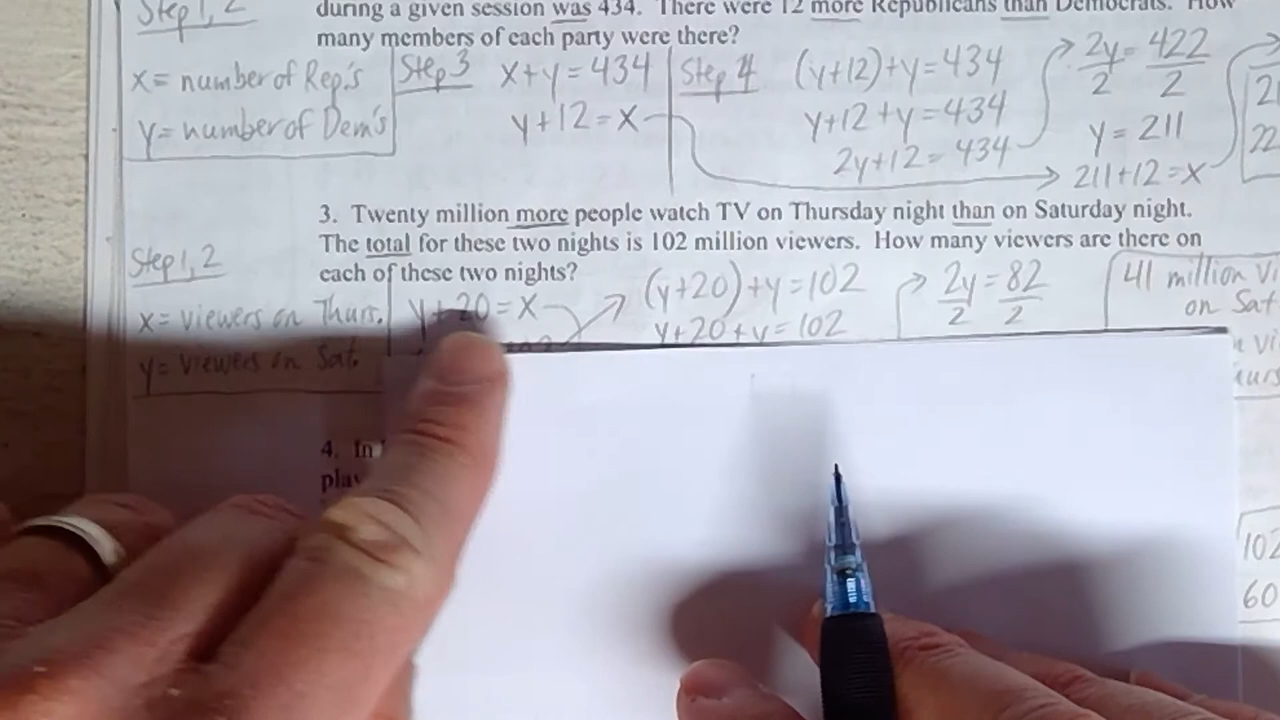 Step 1, 2
during a given session was 434. There were 12 more Republicans than Democrats. How
many members of each party were there?
x = number of Rep.'s
y = number of Dem's
Step 3
x+y=434
y+12=x
Step 4
(y+12)+y=434
y+12+y=434
2y+12=434
2y=422
2 2
y=211
211+12=x
3. Twenty million more people watch TV on Thursday night than on Saturday night.
The total for these two nights is 102 million viewers. How many viewers are there on
each of these two nights?
Step 1, 2
x= viewers on Thurs.
y= viewers on Sat.
y+20=x
(y+20)+y=102
y+20+y=102
2y=82
2 2
41 million
on Sat
4. In
102
60